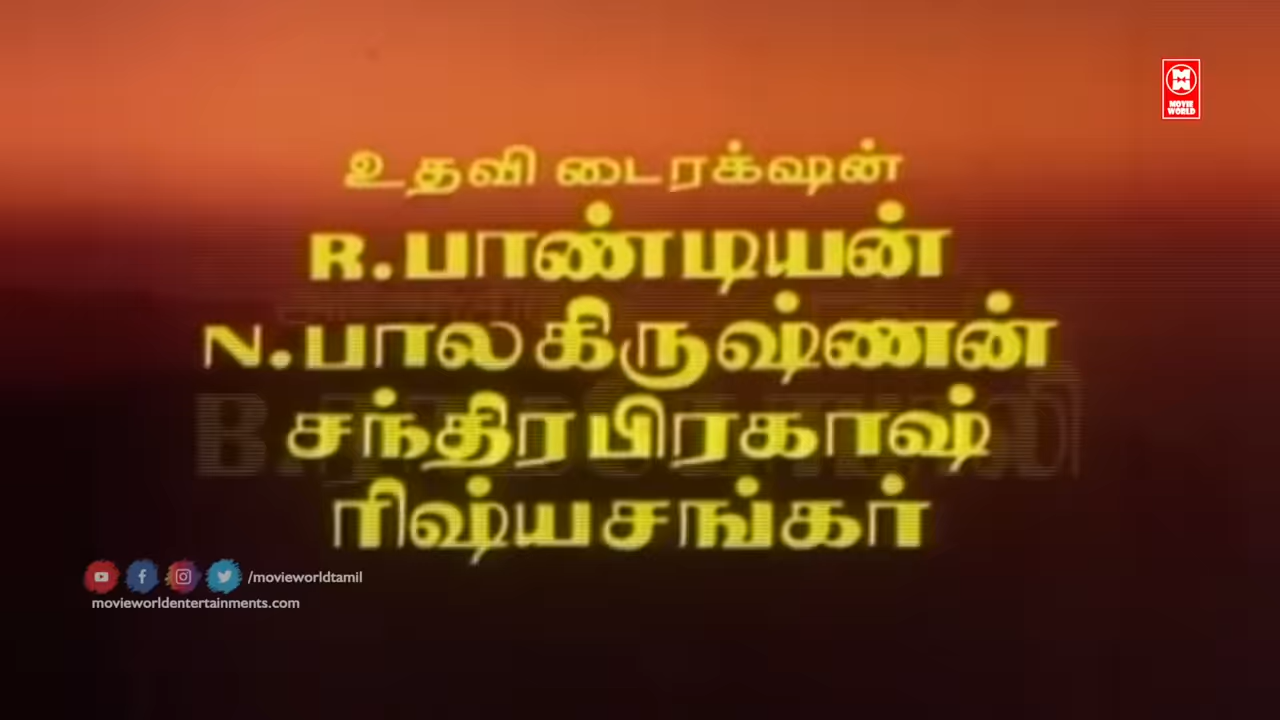 MOVIE
WORLD
உதவி டைரக்‌ஷன்
R.பாண்டியன்
N.பாலகிருஷ்ணன்
சந்திரபிரகாஷ்
ரிஷ்யசங்கர்
/movieworldtamil
movieworldentertainments.com